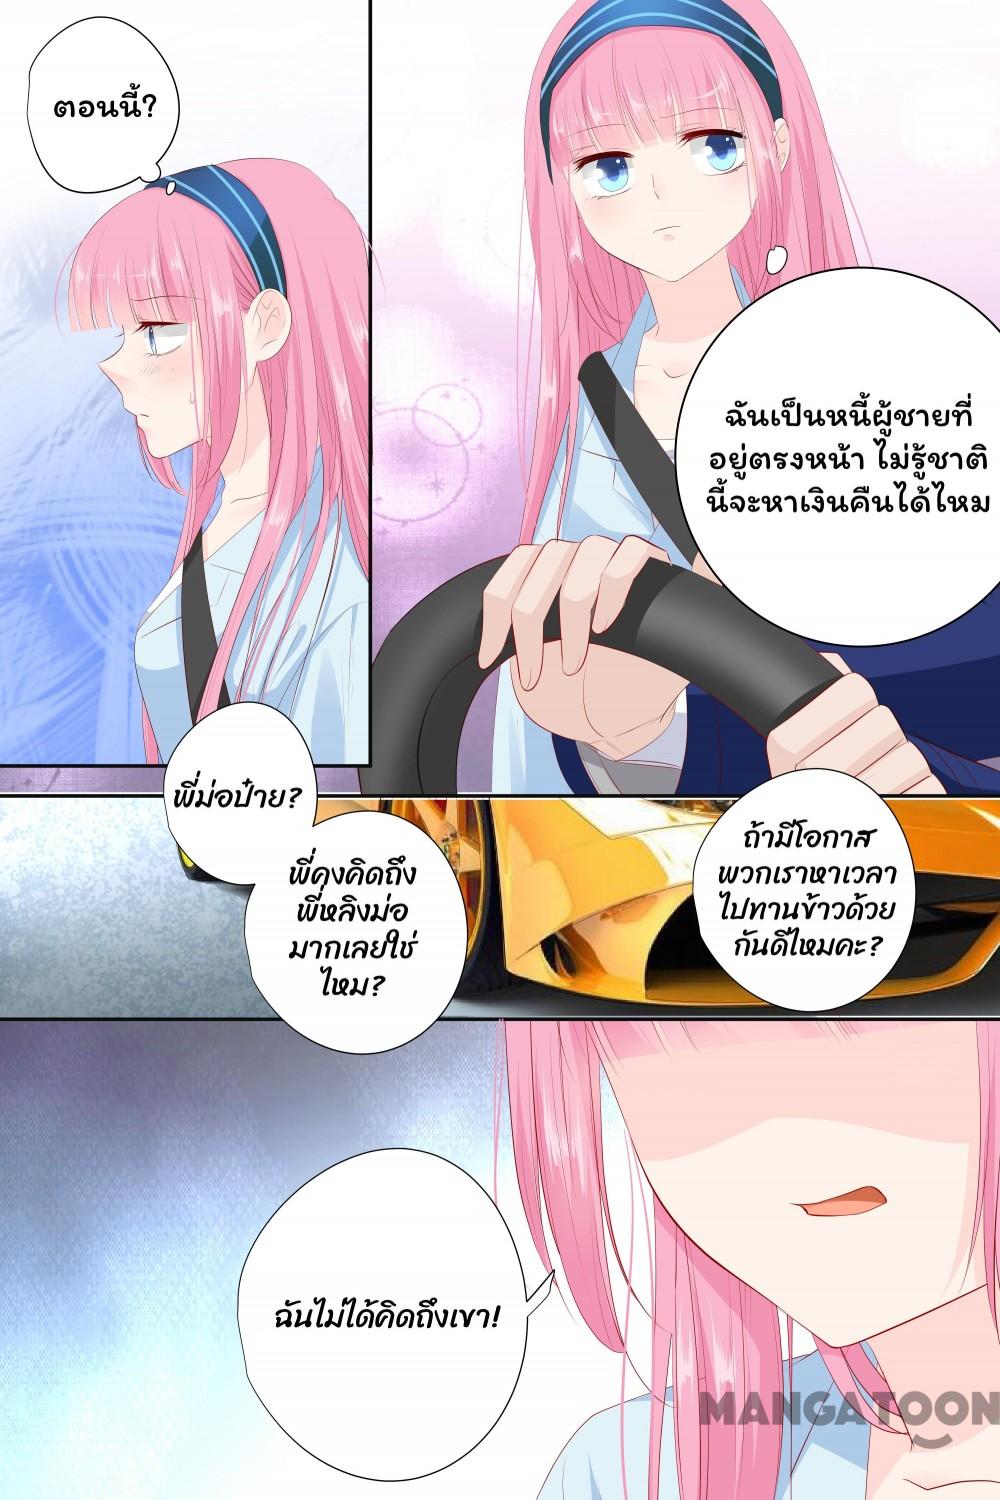 ตอนนี้?
ฉันเป็นหนี้ผู้ชายที่
อยู่ตรงหน้า ไม่รู้ชาติ
นี้จะหาเงินคืนได้ไหม
พี่ม่อป๋าย?
พี่คงคิดถึง
พี่หลิงม่อ
มากเลยใช่
ไหม?
ถ้ามีโอกาส
พวกเราหาเวลา
ไปทานข้าวด้วย
กันดีไหมคะ?
ฉันไม่ได้คิดถึงเขา!
MANGATOON